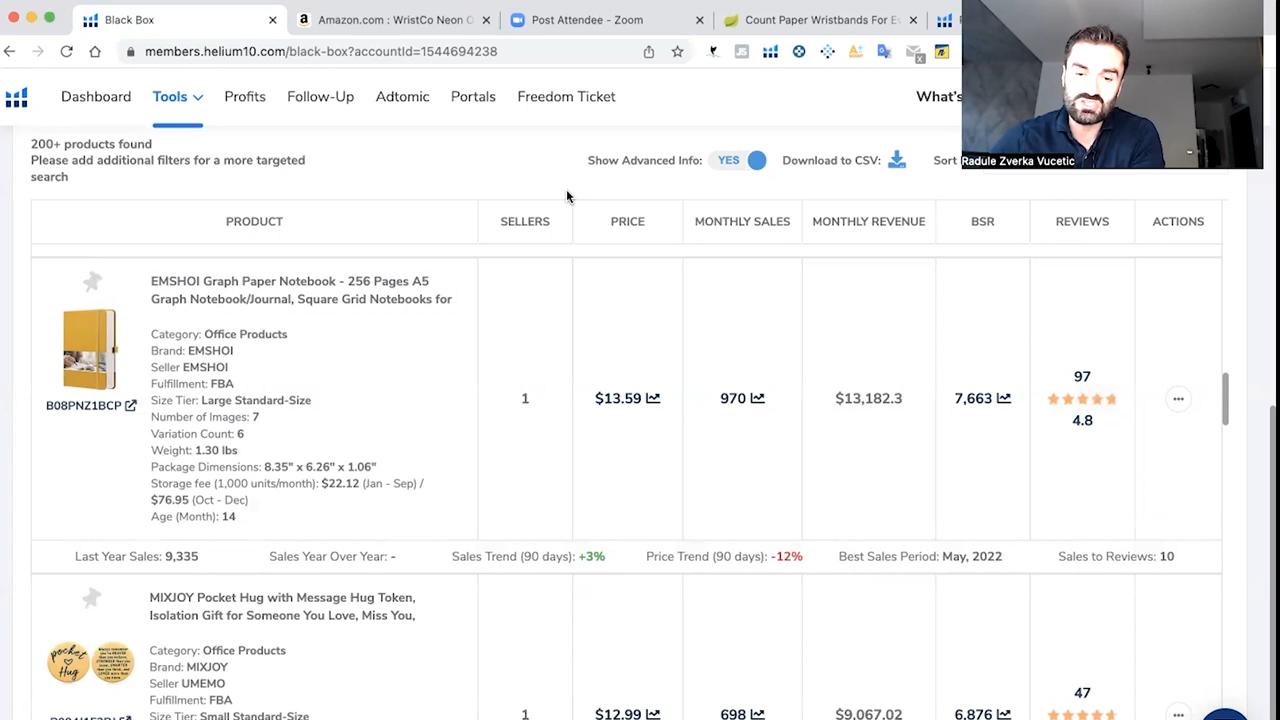 Black Box
Amazon.com : WristCo Neon O
Post Attendee - Zoom
Count Paper Wristbands For Ev
members.helium10.com/black-box?accountId=1544694238
Dashboard
Tools
Profits
Follow-Up
Adtomic
Portals
Freedom Ticket
What's
200+ products found
Please add additional filters for a more targeted
search
Show Advanced Info: YES
Download to CSV:
Sort
Radule Zverka Vucetic
PRODUCT
SELLERS
PRICE
MONTHLY SALES
MONTHLY REVENUE
BSR
REVIEWS
ACTIONS
EMSHOI Graph Paper Notebook - 256 Pages A5
Graph Notebook/Journal, Square Grid Notebooks for
Category: Office Products
Brand: EMSHOI
Seller EMSHOI
Fulfillment: FBA
Size Tier: Large Standard-Size
Number of Images: 7
Variation Count: 6
Weight: 1.30 lbs
Package Dimensions: 8.35" x 6.26" x 1.06"
Storage fee (1,000 units/month): $22.12 (Jan - Sep) /
$76.95 (Oct - Dec)
Age (Month): 14
B08PNZ1BCP
1
$13.59
970
$13,182.3
7,663
97
4.8
Last Year Sales: 9,335
Sales Year Over Year: -
Sales Trend (90 days): +3%
Price Trend (90 days): -12%
Best Sales Period: May, 2022
Sales to Reviews: 10
MIXJOY Pocket Hug with Message Hug Token,
Isolation Gift for Someone You Love, Miss You,
Category: Office Products
Brand: MIXJOY
Seller UMEMO
Fulfillment: FBA
Size Tier: Small Standard-Size
pocket
Hug
1
$12.99
698
$9,067.02
6,876
47